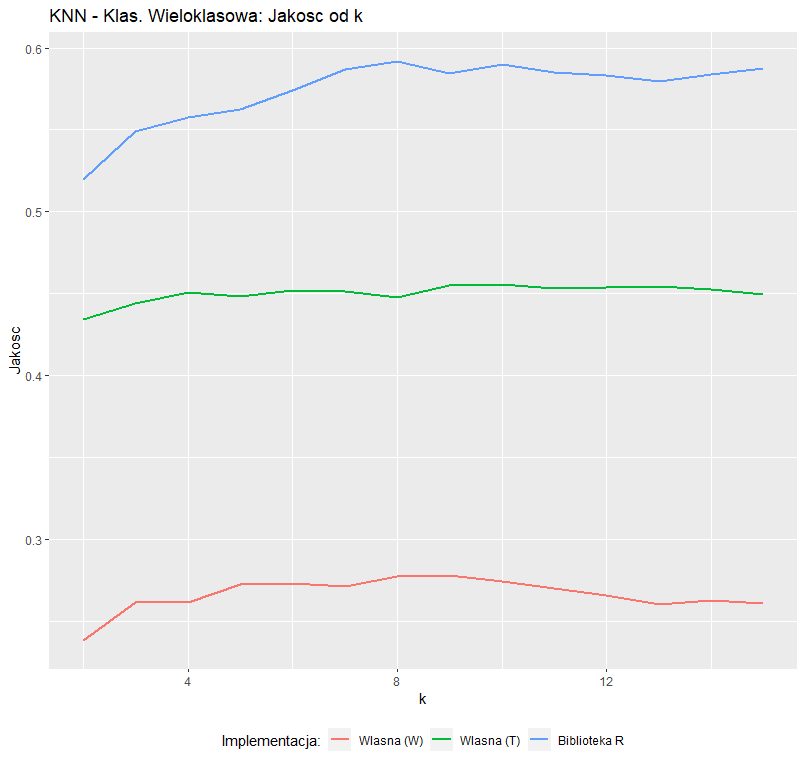 KNN - Klas. Wieloklasowa: Jakosc od k
0.6
0.5
0.4
0.3
Jakosc
4 8 12
k
Implementacja: Wlasna (W) Wlasna (T) Biblioteka R